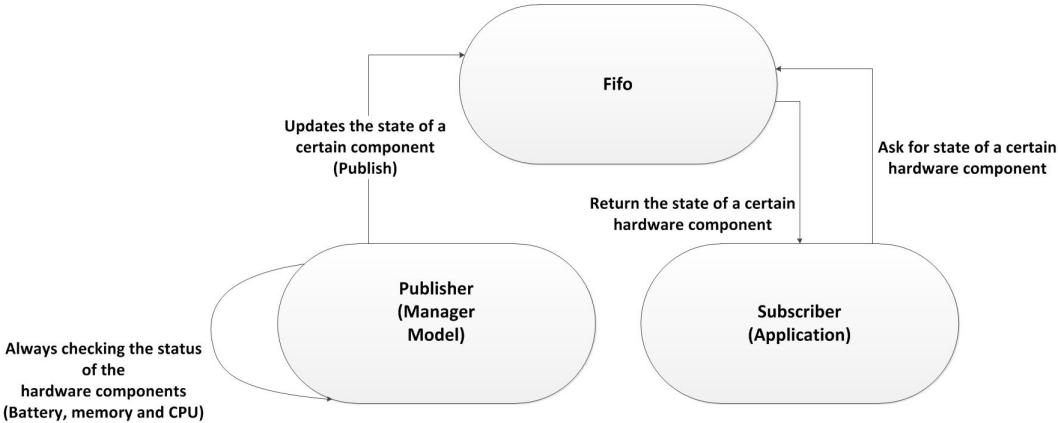 Fifo
Updates the state of a
certain component
(Publish)
Ask for state of a certain
hardware component
Return the state of a certain
hardware component
Publisher
(Manager
Model)
Subscriber
(Application)
Always checking the status
of the
hardware components
(Battery, memory and CPU)